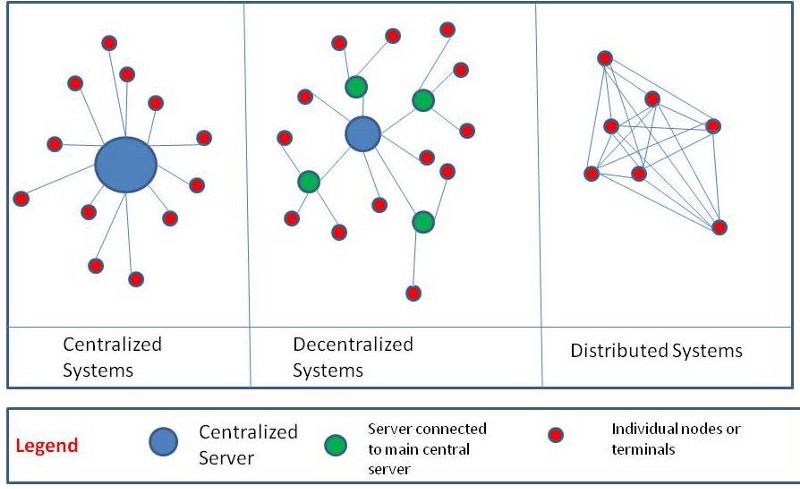 Centralized
Systems
Decentralized
Systems
Distributed Systems
Legend
Centralized
Server
Server connected
to main central
server
Individual nodes or
terminals